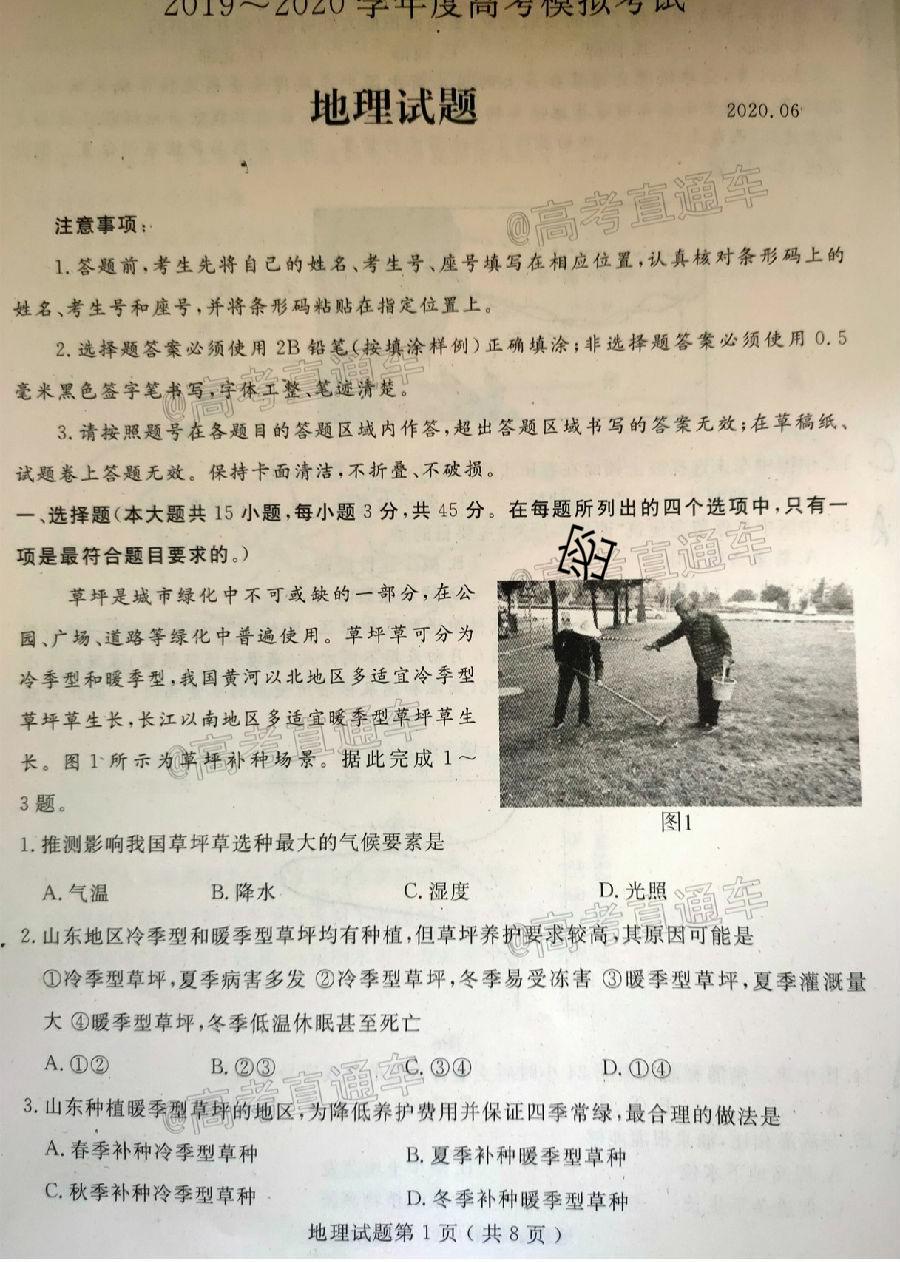 2019～2020学年度高考模拟考试
地理试题
2020.06
@高考直通车
注意事项：
1.答题前,考生先将自己的姓名、考生号、座号填写在相应位置,认真核对条形码上的
姓名、考生号和座号,并将条形码粘贴在指定位置上。
2.选择题答案必须使用2B铅笔(按填涂样例)正确填涂;非选择题答案必须使用0.5
毫米黑色签字笔书写,字体工整、笔迹清楚。
@高考直通车
3.请按照题号在各题目的答题区域内作答,超出答题区域书写的答案无效;在草稿纸、
试题卷上答题无效。保持卡面清洁,不折叠、不破损。
一、选择题(本大题共15小题,每小题3分,共45分。在每题所列出的四个选项中,只有一
项是最符合题目要求的。)
@高考直通车
草坪是城市绿化中不可或缺的一部分,在公
园、广场、道路等绿化中普遍使用。草坪草可分为
冷季型和暖季型,我国黄河以北地区多适宜冷季型
草坪草生长,长江以南地区多适宜暖季型草坪草生
长。图1所示为草坪补种场景。据此完成1～
3题。
@高考直通车
图1
1.推测影响我国草坪草选种最大的气候要素是
A.气温 B.降水 C.湿度 D.光照
@高考直通车
2.山东地区冷季型和暖季型草坪均有种植,但草坪养护要求较高,其原因可能是
①冷季型草坪,夏季病害多发 ②冷季型草坪,冬季易受冻害 ③暖季型草坪,夏季灌溉量
大 ④暖季型草坪,冬季低温休眠甚至死亡
A.①② B.②③ C.③④ D.①④
@高考直通车
3.山东种植暖季型草坪的地区,为降低养护费用并保证四季常绿,最合理的做法是
A.春季补种冷季型草种 B.夏季补种暖季型草种
C.秋季补种冷季型草种 D.冬季补种暖季型草种
地理试题第1页(共8页)